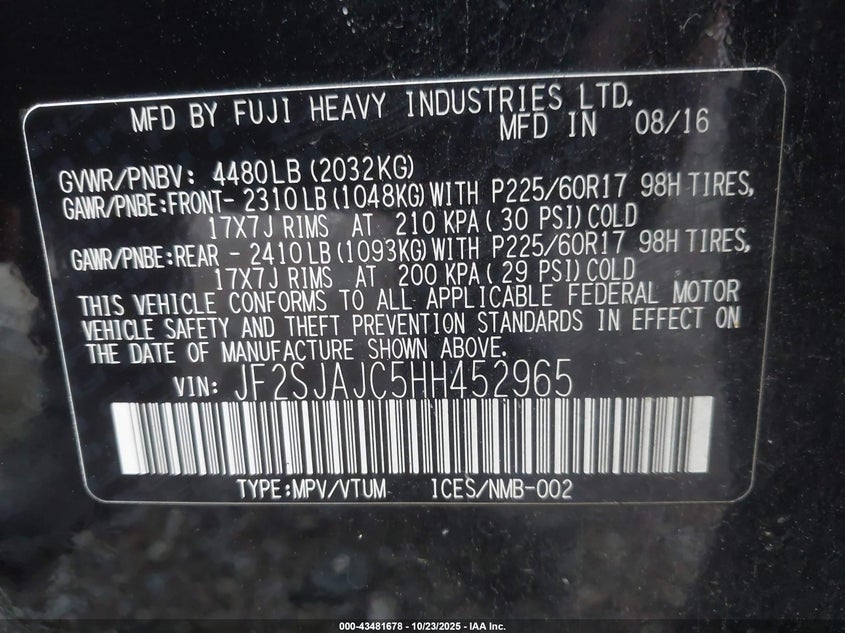 MFD BY FUJI HEAVY INDUSTRIES LTD.
MFD IN 08/16
GVWR/PNBV: 4480LB (2032KG)
GAWR/PNBE:FRONT- 2310 LB (1048KG) WITH P225/60R17 98H TIRES,
17X7J RIMS AT 210 KPA ( 30 PSI) COLD
GAWR/PNBE:REAR - 2410 LB (1093KG) WITH P225/60R17 98H TIRES,
17X7J RIMS AT 200 KPA ( 29 PSI) COLD
THIS VEHICLE CONFORMS TO ALL APPLICABLE FEDERAL MOTOR
VEHICLE SAFETY AND THEFT PREVENTION STANDARDS IN EFFECT ON
THE DATE OF MANUFACTURE SHOWN ABOVE.
VIN: JF2SJAJC5HH452965
TYPE:MPV/VTUM ICES/NMB-002
000-43481678 - 10/23/2025 - IAA Inc.